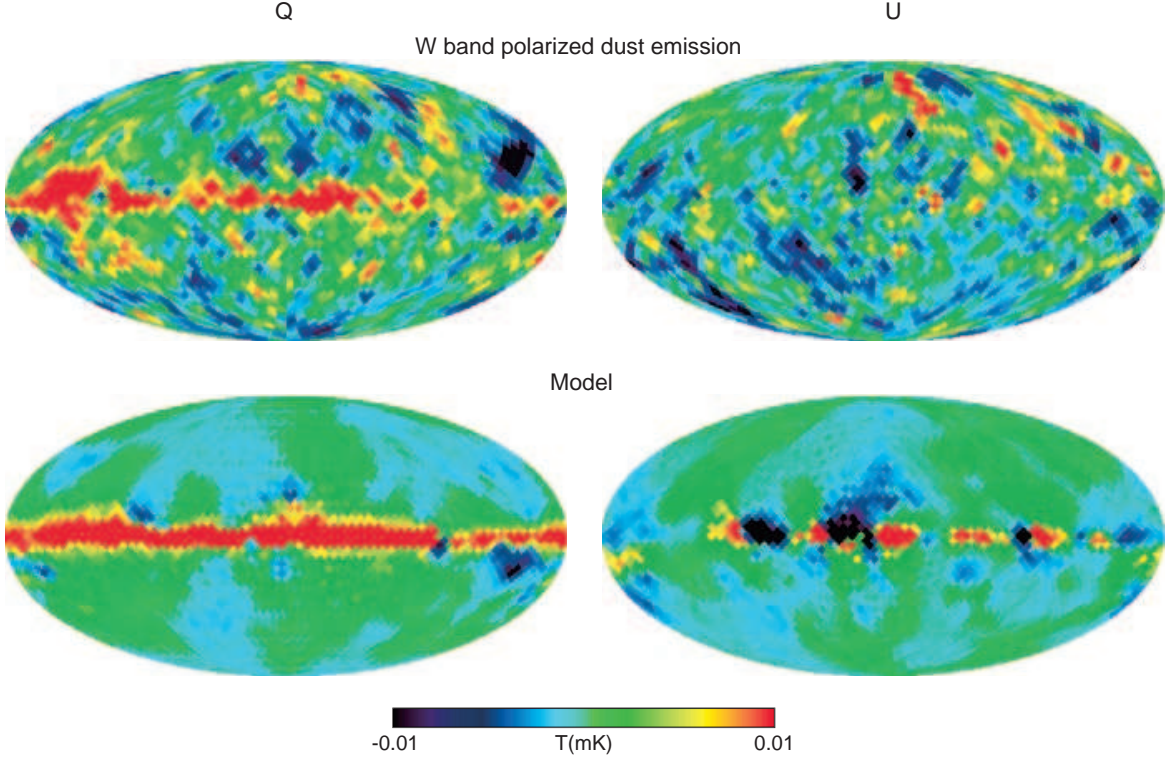 Q
U
W band polarized dust emission
Model
-0.01
T(mK)
0.01